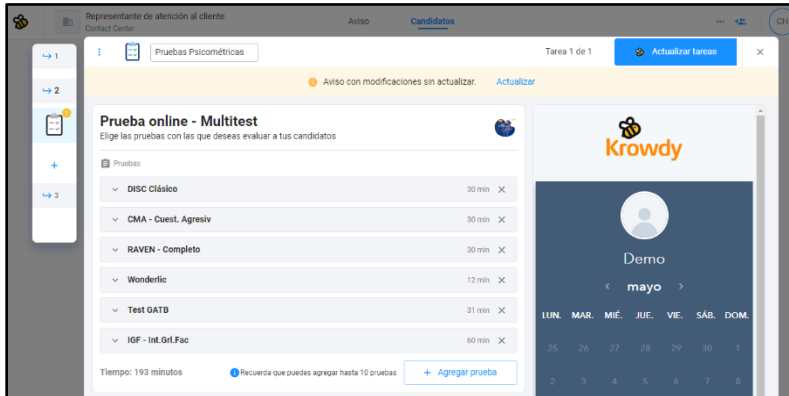 Representante de atención al cliente
Contact Center
Aviso
Candidatos
CH
1
2
3
Pruebas Psicométricas
Tarea 1 de 1
Actualizar tareas
Aviso con modificaciones sin actualizar. Actualizar
Prueba online - Multitest
Elige las pruebas con las que deseas evaluar a tus candidatos
Pruebas
DISC Clásico 30 min
CMA - Cuest. Agresiv 30 min
RAVEN - Completo 30 min
Wonderlic 12 min
Test GATB 31 min
IGF - Int.Grl.Fac 60 min
Tiempo: 193 minutos
Recuerda que puedes agregar hasta 10 pruebas
+ Agregar prueba
Krowdy
Demo
mayo
LUN. MAR. MIÉ. JUE. VIE. SÁB. DOM.
25 26 27 28 29 30 1
2 3 4 5 6 7 8